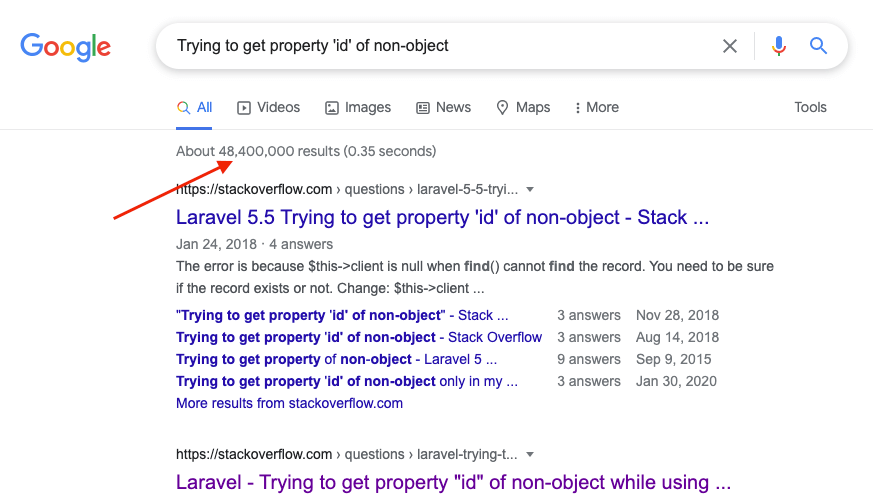 Google
Trying to get property 'id' of non-object
All Videos Images News Maps More Tools
About 48,400,000 results (0.35 seconds)
https://stackoverflow.com › questions › laravel-5-5-tryi...
Laravel 5.5 Trying to get property 'id' of non-object - Stack ...
Jan 24, 2018 · 4 answers
The error is because $this->client is null when find() cannot find the record. You need to be sure
if the record exists or not. Change: $this->client ...
"Trying to get property 'id' of non-object" - Stack ... 3 answers Nov 28, 2018
Trying to get property 'id' of non-object - Stack Overflow 3 answers Aug 14, 2018
Trying to get property of non-object - Laravel 5 ... 9 answers Sep 9, 2015
Trying to get property 'id' of non-object only in my ... 3 answers Jan 30, 2020
More results from stackoverflow.com
https://stackoverflow.com › questions › laravel-trying-t...
Laravel - Trying to get property "id" of non-object while using ...